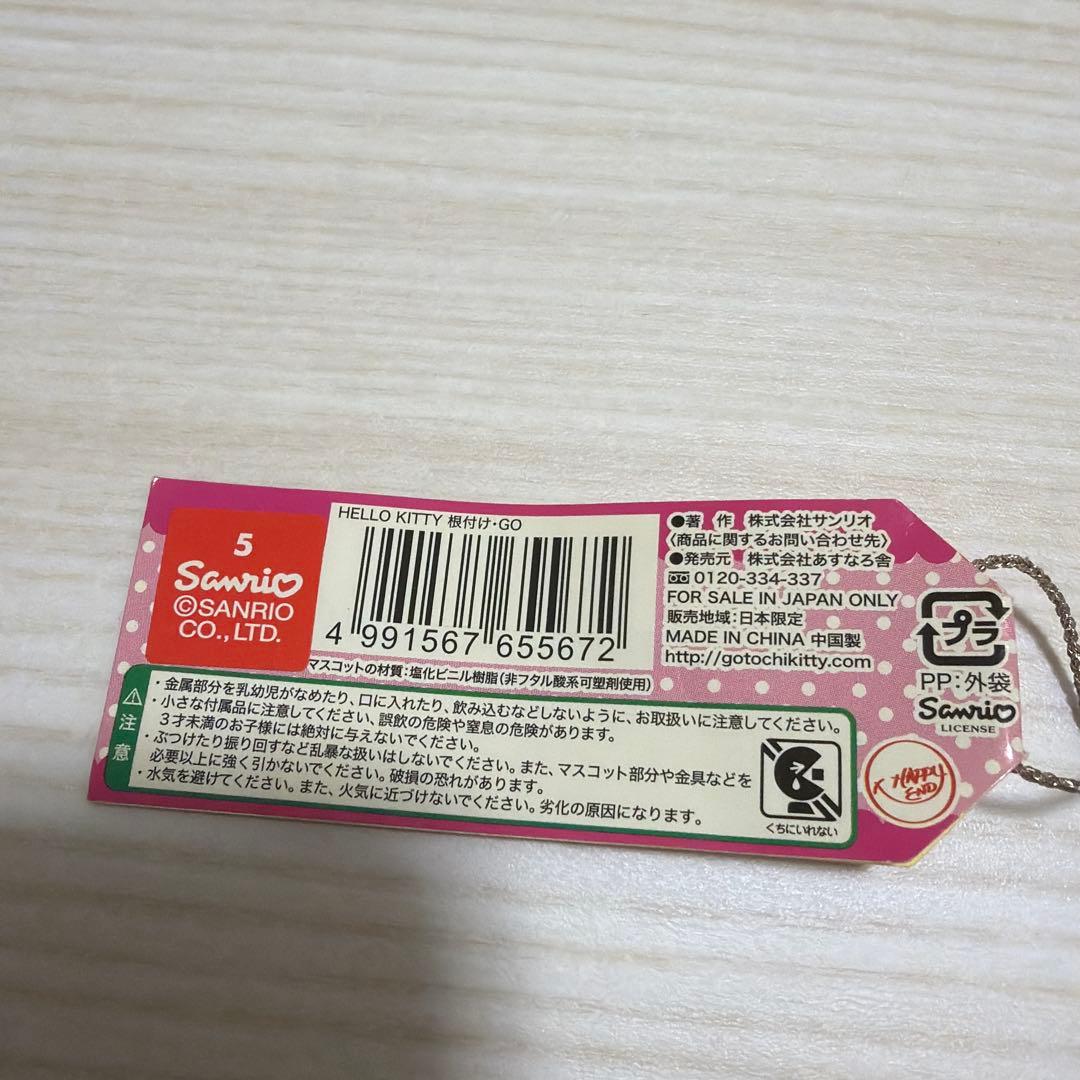 5
Sanrio
©SANRIO
CO., LTD.
HELLO KITTY 根付け・GO
4 991567 655672
マスコットの材質：塩化ビニル樹脂（非フタル酸系可塑剤使用）
●著 作 株式会社サンリオ
〈商品に関するお問い合わせ先〉
●発売元 株式会社あすなろ舎
0120-334-337
FOR SALE IN JAPAN ONLY
販売地域：日本限定
MADE IN CHINA 中国製
http://gotochikitty.com
プラ
PP：外袋
Sanrio
LICENSE
HAPPY
END
注意
・金属部分を乳幼児がなめたり、口に入れたり、飲み込むなどしないように、お取扱いに注意してください。
・小さな付属品に注意してください、誤飲の危険や窒息の危険があります。
3才未満のお子様には絶対に与えないでください。
・ぶつけたり振り回すなど乱暴な扱いはしないでください。また、マスコット部分や金具などを
必要以上に強く引かないでください。破損の恐れがあります。
・水気を避けてください。また、火気に近づけないでください。劣化の原因になります。
くちにいれない